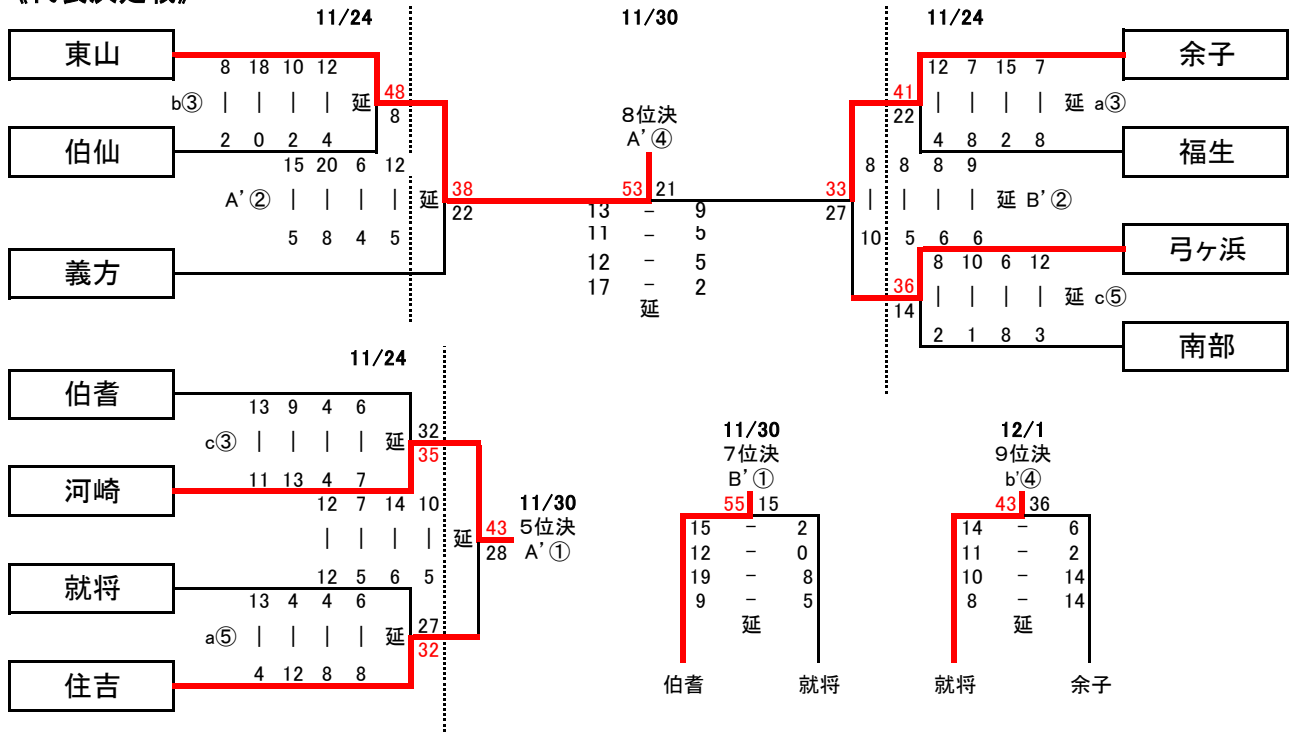 11/24 11/30 11/24
東山 余子
8 18 10 12
b③ | | | | 延 48
8
2 0 2 4
伯仙
12 7 15 7
41 | | | | 延 a③
22
4 8 2 8
福生
8位決
A'④
15 20 6 12
A'② | | | | 延 38
22
5 8 4 5
義方
53 21
13 - 9
11 - 5
12 - 5
17 - 2
延
8 8 8 9
33 | | | | 延 B'②
27
10 5 6 6
弓ヶ浜
8 10 6 12
36 | | | | 延 c⑤
14
2 1 8 3
南部
11/24
伯耆
13 9 4 6
c③ | | | | 延 32
35
11 13 4 7
河崎
12 7 14 10
| | | | 延 43
28
12 5 6 5
11/30
5位決
A'①
就将
13 4 4 6
a⑤ | | | | 延 27
32
4 12 8 8
住吉
11/30
7位決
B'①
55 15
15 - 2
12 - 0
19 - 8
9 - 5
延
伯耆 就将
12/1
9位決
b'④
43 36
14 - 6
11 - 2
10 - 14
8 - 14
延
就将 余子